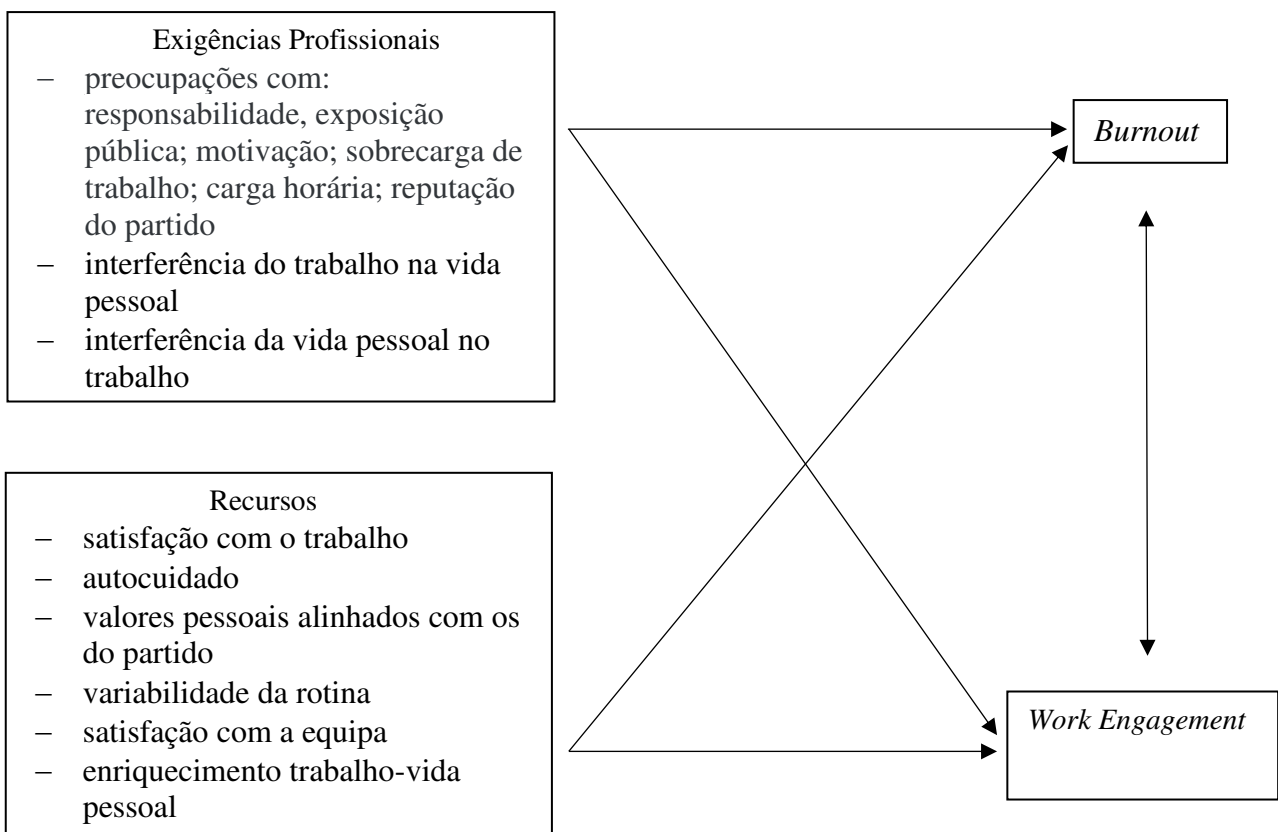 Exigências Profissionais
– preocupações com:
responsabilidade, exposição
pública; motivação; sobrecarga de
trabalho; carga horária; reputação
do partido
– interferência do trabalho na vida
pessoal
– interferência da vida pessoal no
trabalho
Burnout
Recursos
– satisfação com o trabalho
– autocuidado
– valores pessoais alinhados com os
do partido
– variabilidade da rotina
– satisfação com a equipa
– enriquecimento trabalho-vida
pessoal
Work Engagement